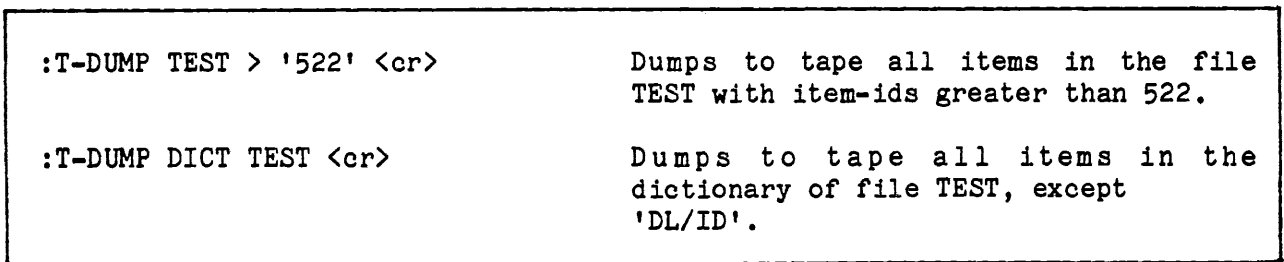 :T-DUMP TEST > '522' <cr> Dumps to tape all items in the file
TEST with item-ids greater than 522.
:T-DUMP DICT TEST <cr> Dumps to tape all items in the
dictionary of file TEST, except
'DL/ID'.